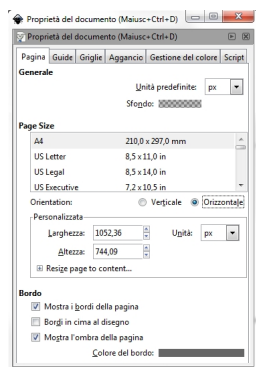 Proprietà del documento (Maiusc+Ctrl+D)
Proprietà del documento (Maiusc+Ctrl+D)
Pagina Guide Griglie Aggancio Gestione del colore Script
Generale
Unità predefinite: px
Sfondo:
Page Size
A4 210,0 x 297,0 mm
US Letter 8,5 x 11,0 in
US Legal 8,5 x 14,0 in
US Executive 7,2 x 10,5 in
Orientation: Verticale Orizzontale
Personalizzata
Larghezza: 1052,36 Unità: px
Altezza: 744,09
Resize page to content...
Bordo
Mostra i bordi della pagina
Bordi in cima al disegno
Mostra l'ombra della pagina
Colore del bordo: